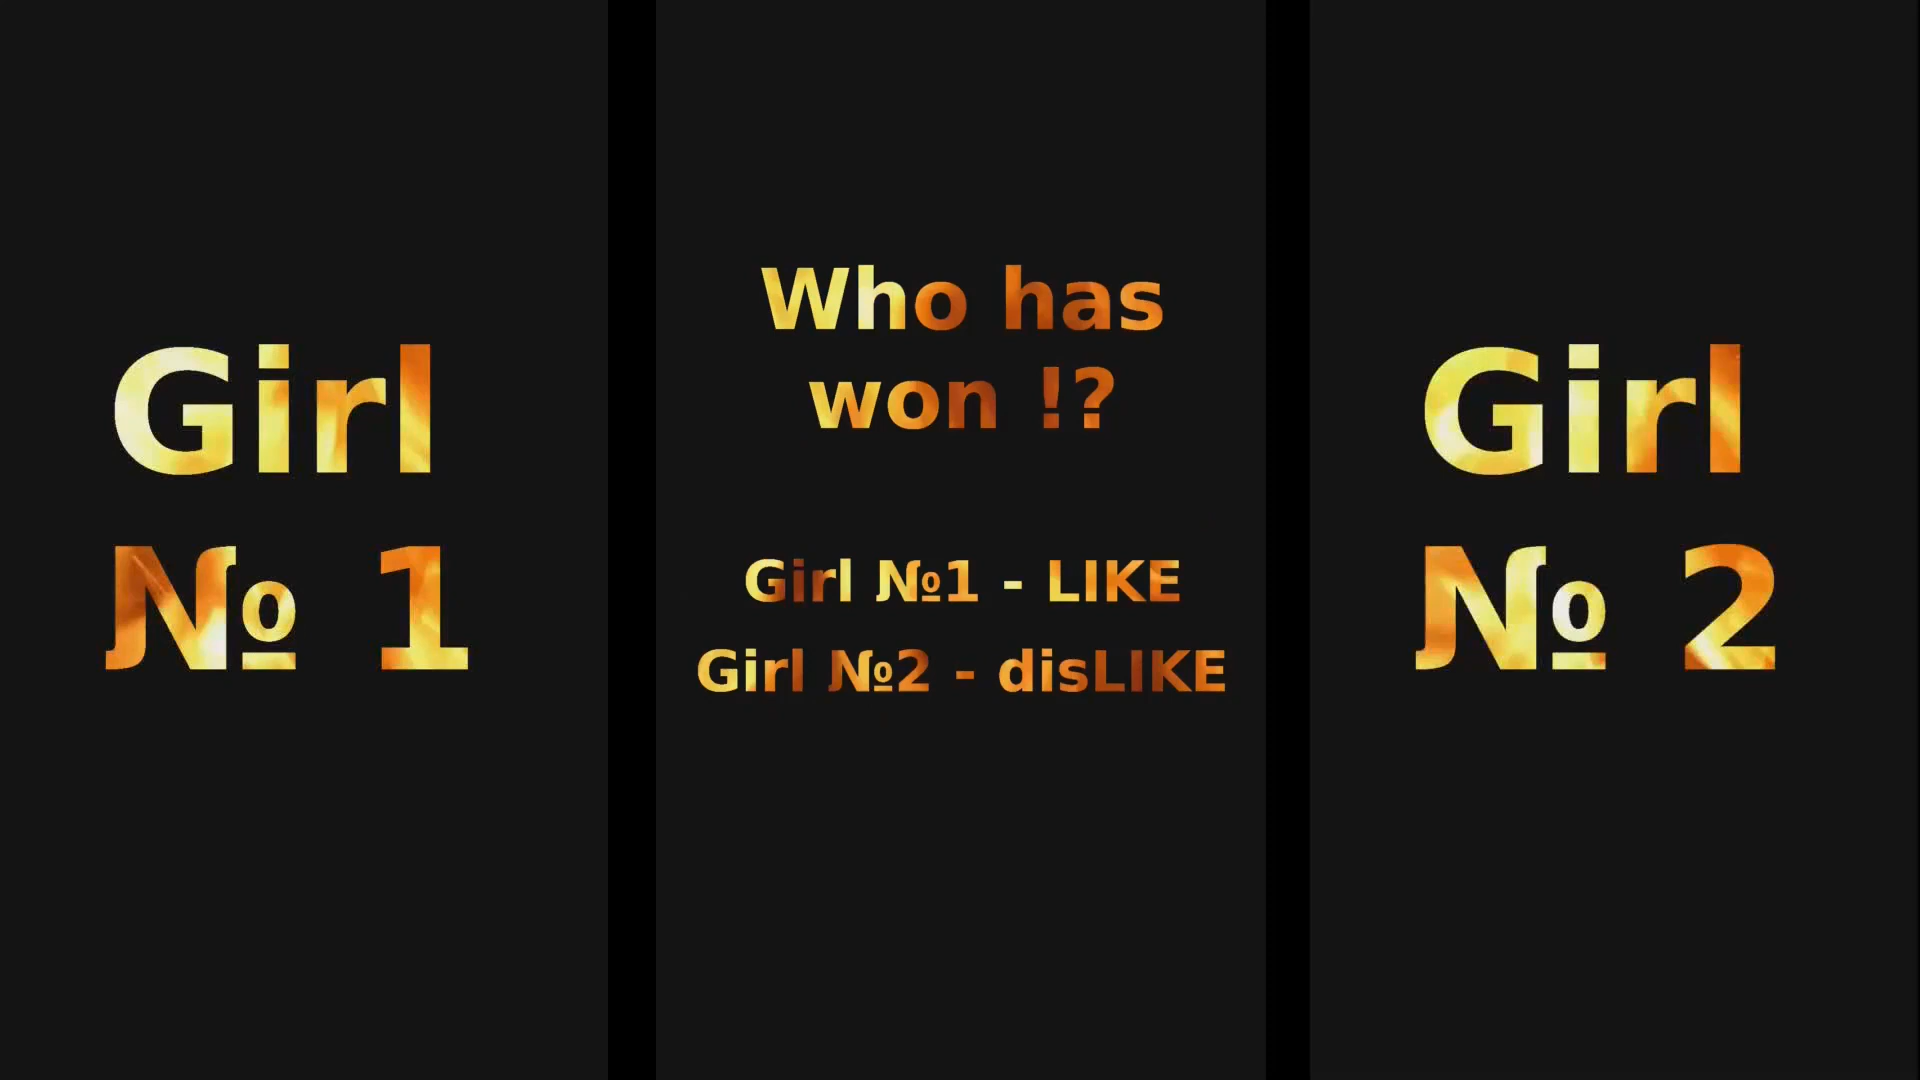 Girl
№ 1
Who has
won !?
Girl №1 - LIKE
Girl №2 - disLIKE
Girl
№ 2